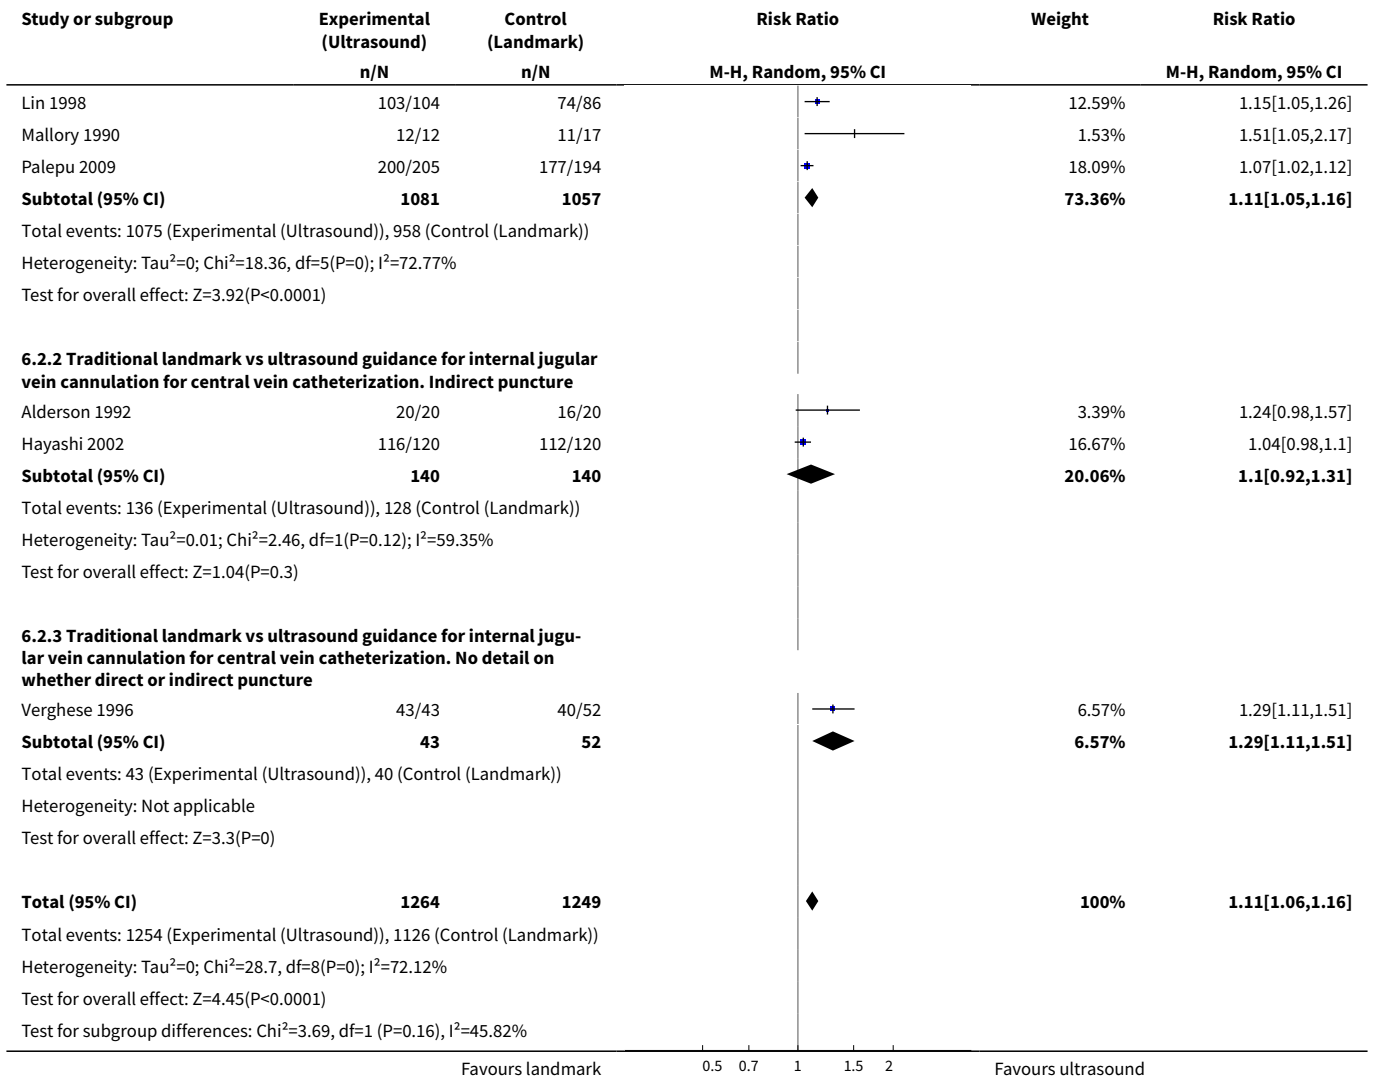 Study or subgroup Experimental Control Risk Ratio Weight Risk Ratio
(Ultrasound) (Landmark)
n/N n/N M-H, Random, 95% CI M-H, Random, 95% CI
Lin 1998 103/104 74/86 12.59% 1.15[1.05,1.26]
Mallory 1990 12/12 11/17 1.53% 1.51[1.05,2.17]
Palepu 2009 200/205 177/194 18.09% 1.07[1.02,1.12]
Subtotal (95% CI) 1081 1057 73.36% 1.11[1.05,1.16]
Total events: 1075 (Experimental (Ultrasound)), 958 (Control (Landmark))
Heterogeneity: Tau²=0; Chi²=18.36, df=5(P=0); I²=72.77%
Test for overall effect: Z=3.92(P<0.0001)
6.2.2 Traditional landmark vs ultrasound guidance for internal jugular
vein cannulation for central vein catheterization. Indirect puncture
Alderson 1992 20/20 16/20 3.39% 1.24[0.98,1.57]
Hayashi 2002 116/120 112/120 16.67% 1.04[0.98,1.1]
Subtotal (95% CI) 140 140 20.06% 1.1[0.92,1.31]
Total events: 136 (Experimental (Ultrasound)), 128 (Control (Landmark))
Heterogeneity: Tau²=0.01; Chi²=2.46, df=1(P=0.12); I²=59.35%
Test for overall effect: Z=1.04(P=0.3)
6.2.3 Traditional landmark vs ultrasound guidance for internal jugu-
lar vein cannulation for central vein catheterization. No detail on
whether direct or indirect puncture
Verghese 1996 43/43 40/52 6.57% 1.29[1.11,1.51]
Subtotal (95% CI) 43 52 6.57% 1.29[1.11,1.51]
Total events: 43 (Experimental (Ultrasound)), 40 (Control (Landmark))
Heterogeneity: Not applicable
Test for overall effect: Z=3.3(P=0)
Total (95% CI) 1264 1249 100% 1.11[1.06,1.16]
Total events: 1254 (Experimental (Ultrasound)), 1126 (Control (Landmark))
Heterogeneity: Tau²=0; Chi²=28.7, df=8(P=0); I²=72.12%
Test for overall effect: Z=4.45(P<0.0001)
Test for subgroup differences: Chi²=3.69, df=1 (P=0.16), I²=45.82%
Favours landmark 0.5 0.7 1 1.5 2 Favours ultrasound